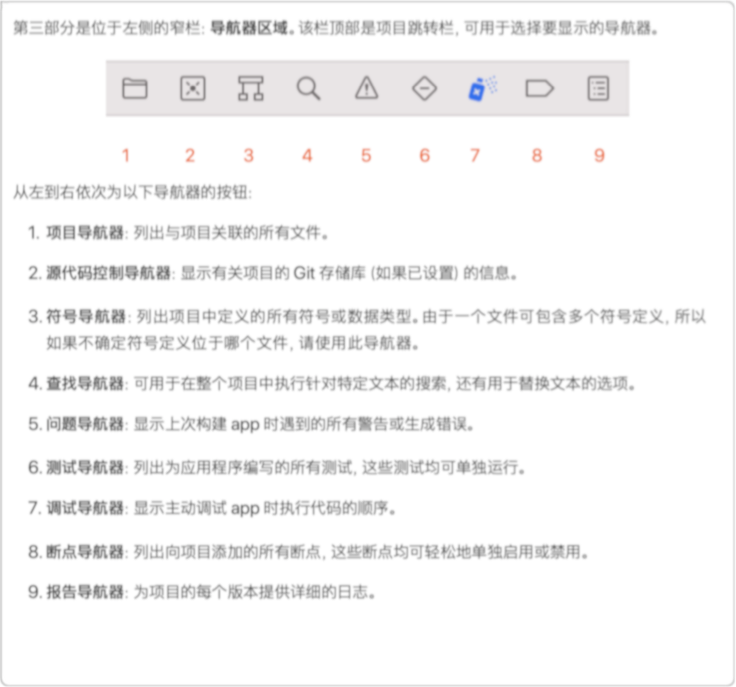 第三部分是位于左侧的窄栏: 导航器区域。该栏顶部是项目跳转栏, 可用于选择要显示的导航器。
1 2 3 4 5 6 7 8 9
从左到右依次为以下导航器的按钮:
1. 项目导航器: 列出与项目关联的所有文件。
2. 源代码控制导航器: 显示有关项目的 Git 存储库 (如果已设置) 的信息。
3. 符号导航器: 列出项目中定义的所有符号或数据类型。由于一个文件可包含多个符号定义, 所以
如果不确定符号定义位于哪个文件, 请使用此导航器。
4. 查找导航器: 可用于在整个项目中执行针对特定文本的搜索, 还有用于替换文本的选项。
5. 问题导航器: 显示上次构建 app 时遇到的所有警告或生成错误。
6. 测试导航器: 列出为应用程序编写的所有测试, 这些测试均可单独运行。
7. 调试导航器: 显示主动调试 app 时执行代码的顺序。
8. 断点导航器: 列出向项目添加的所有断点, 这些断点均可轻松地单独启用或禁用。
9. 报告导航器: 为项目的每个版本提供详细的日志。